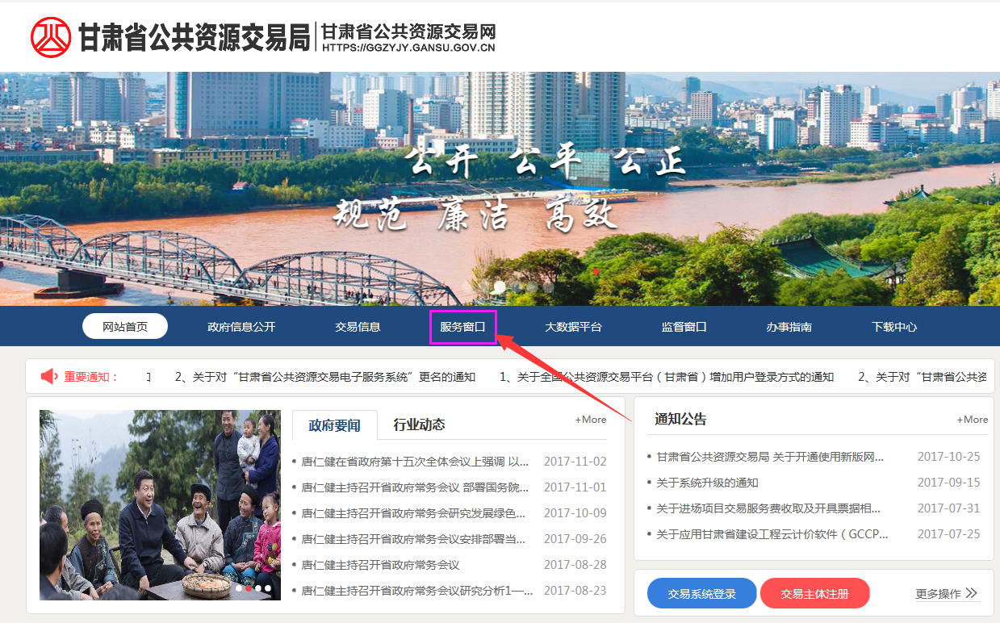 甘肃省公共资源交易局
甘肃省公共资源交易网
HTTPS://GGZYJY.GANSU.GOV.CN
公开 公平 公正
规范 廉洁 高效
网站首页 政府信息公开 交易信息 服务窗口 大数据平台 监督窗口 办事指南 下载中心
重要通知： 2、关于对“甘肃省公共资源交易电子服务系统”更名的通知 1、关于全国公共资源交易平台（甘肃省）增加用户登录方式的通知 2、关于对“甘肃省公共资
政府要闻 行业动态 +More
唐仁健在省政府第十五次全体会议上强调 以... 2017-11-02
唐仁健主持召开省政府常务会议 部署国务院... 2017-11-01
唐仁健主持召开省政府常务会研究发展绿色... 2017-10-09
唐仁健主持召开省政府常务会议安排部署当... 2017-09-26
唐仁健主持召开省政府常务会议 2017-08-28
唐仁健主持召开省政府常务会议研究分析1—... 2017-08-23
通知公告 +More
甘肃省公共资源交易局 关于开通使用新版网... 2017-10-25
关于系统升级的通知 2017-09-15
关于进场项目交易服务费收取及开具票据相... 2017-07-31
关于应用甘肃省建设工程云计价软件（GCCP... 2017-07-25
交易系统登录 交易主体注册 更多操作